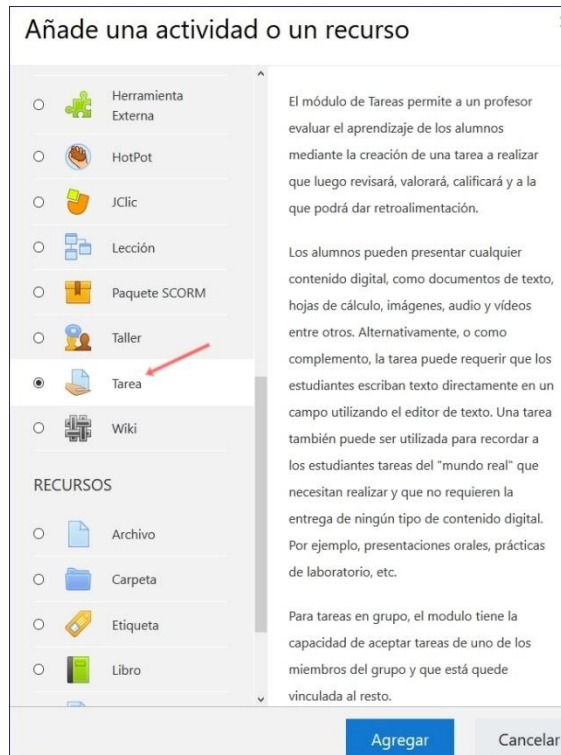 Añade una actividad o un recurso
Herramienta
Externa
HotPot
JClic
Lección
Paquete SCORM
Taller
Tarea
Wiki
RECURSOS
Archivo
Carpeta
Etiqueta
Libro
El módulo de Tareas permite a un profesor
evaluar el aprendizaje de los alumnos
mediante la creación de una tarea a realizar
que luego revisará, valorará, calificará y a la
que podrá dar retroalimentación.
Los alumnos pueden presentar cualquier
contenido digital, como documentos de texto,
hojas de cálculo, imágenes, audio y vídeos
entre otros. Alternativamente, o como
complemento, la tarea puede requerir que los
estudiantes escriban texto directamente en un
campo utilizando el editor de texto. Una tarea
también puede ser utilizada para recordar a
los estudiantes tareas del "mundo real" que
necesitan realizar y que no requieren la
entrega de ningún tipo de contenido digital.
Por ejemplo, presentaciones orales, prácticas
de laboratorio, etc.
Para tareas en grupo, el modulo tiene la
capacidad de aceptar tareas de uno de los
miembros del grupo y que está quede
vinculada al resto.
Agregar
Cancelar